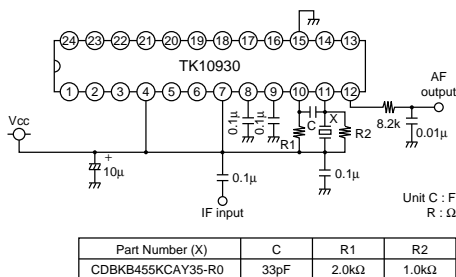 24 23 22 21 20 19 18 17 16 15 14 13
TK10930
1 2 3 4 5 6 7 8 9 10 11 12
AF
output
Vcc
0.1μ
0.1μ
C
X
R1
R2
8.2k
0.01μ
+
10μ
0.1μ
0.1μ
IF input
Unit C : F
R : Ω
Part Number (X) C R1 R2
CDBKB455KCAY35-R0 33pF 2.0kΩ 1.0kΩ